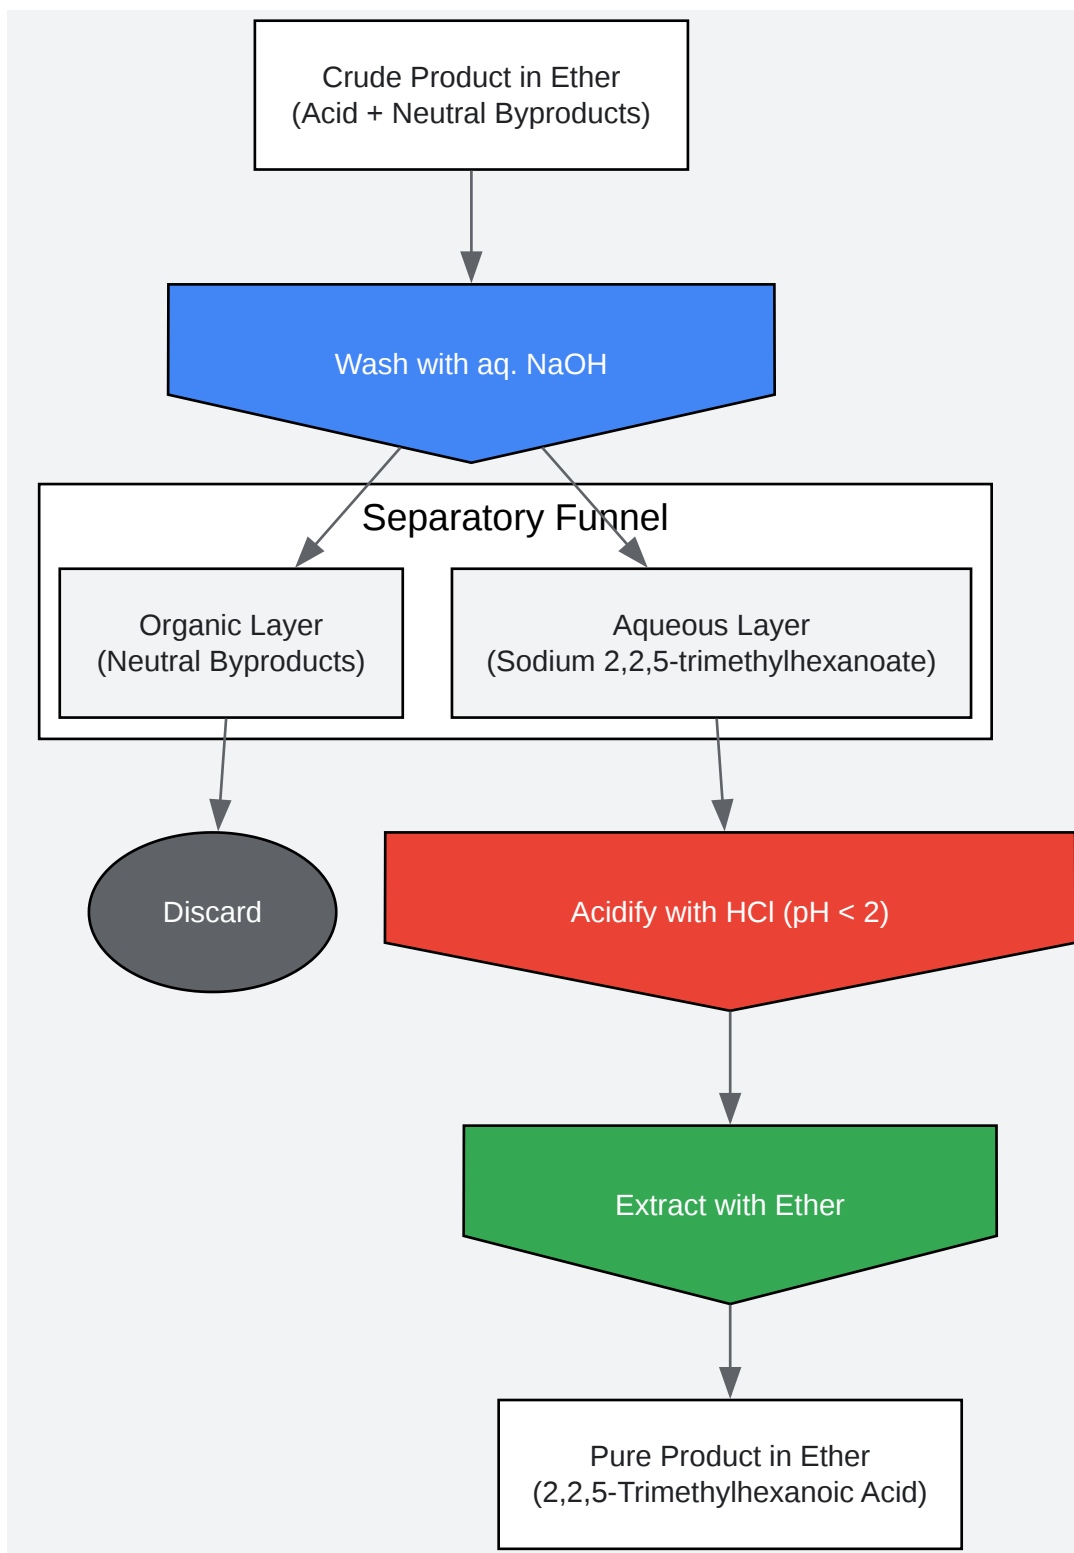 Crude Product in Ether
(Acid + Neutral Byproducts)
Wash with aq. NaOH
Separatory Funnel
Organic Layer
(Neutral Byproducts)
Aqueous Layer
(Sodium 2,2,5-trimethylhexanoate)
Discard
Acidify with HCl (pH < 2)
Extract with Ether
Pure Product in Ether
(2,2,5-Trimethylhexanoic Acid)